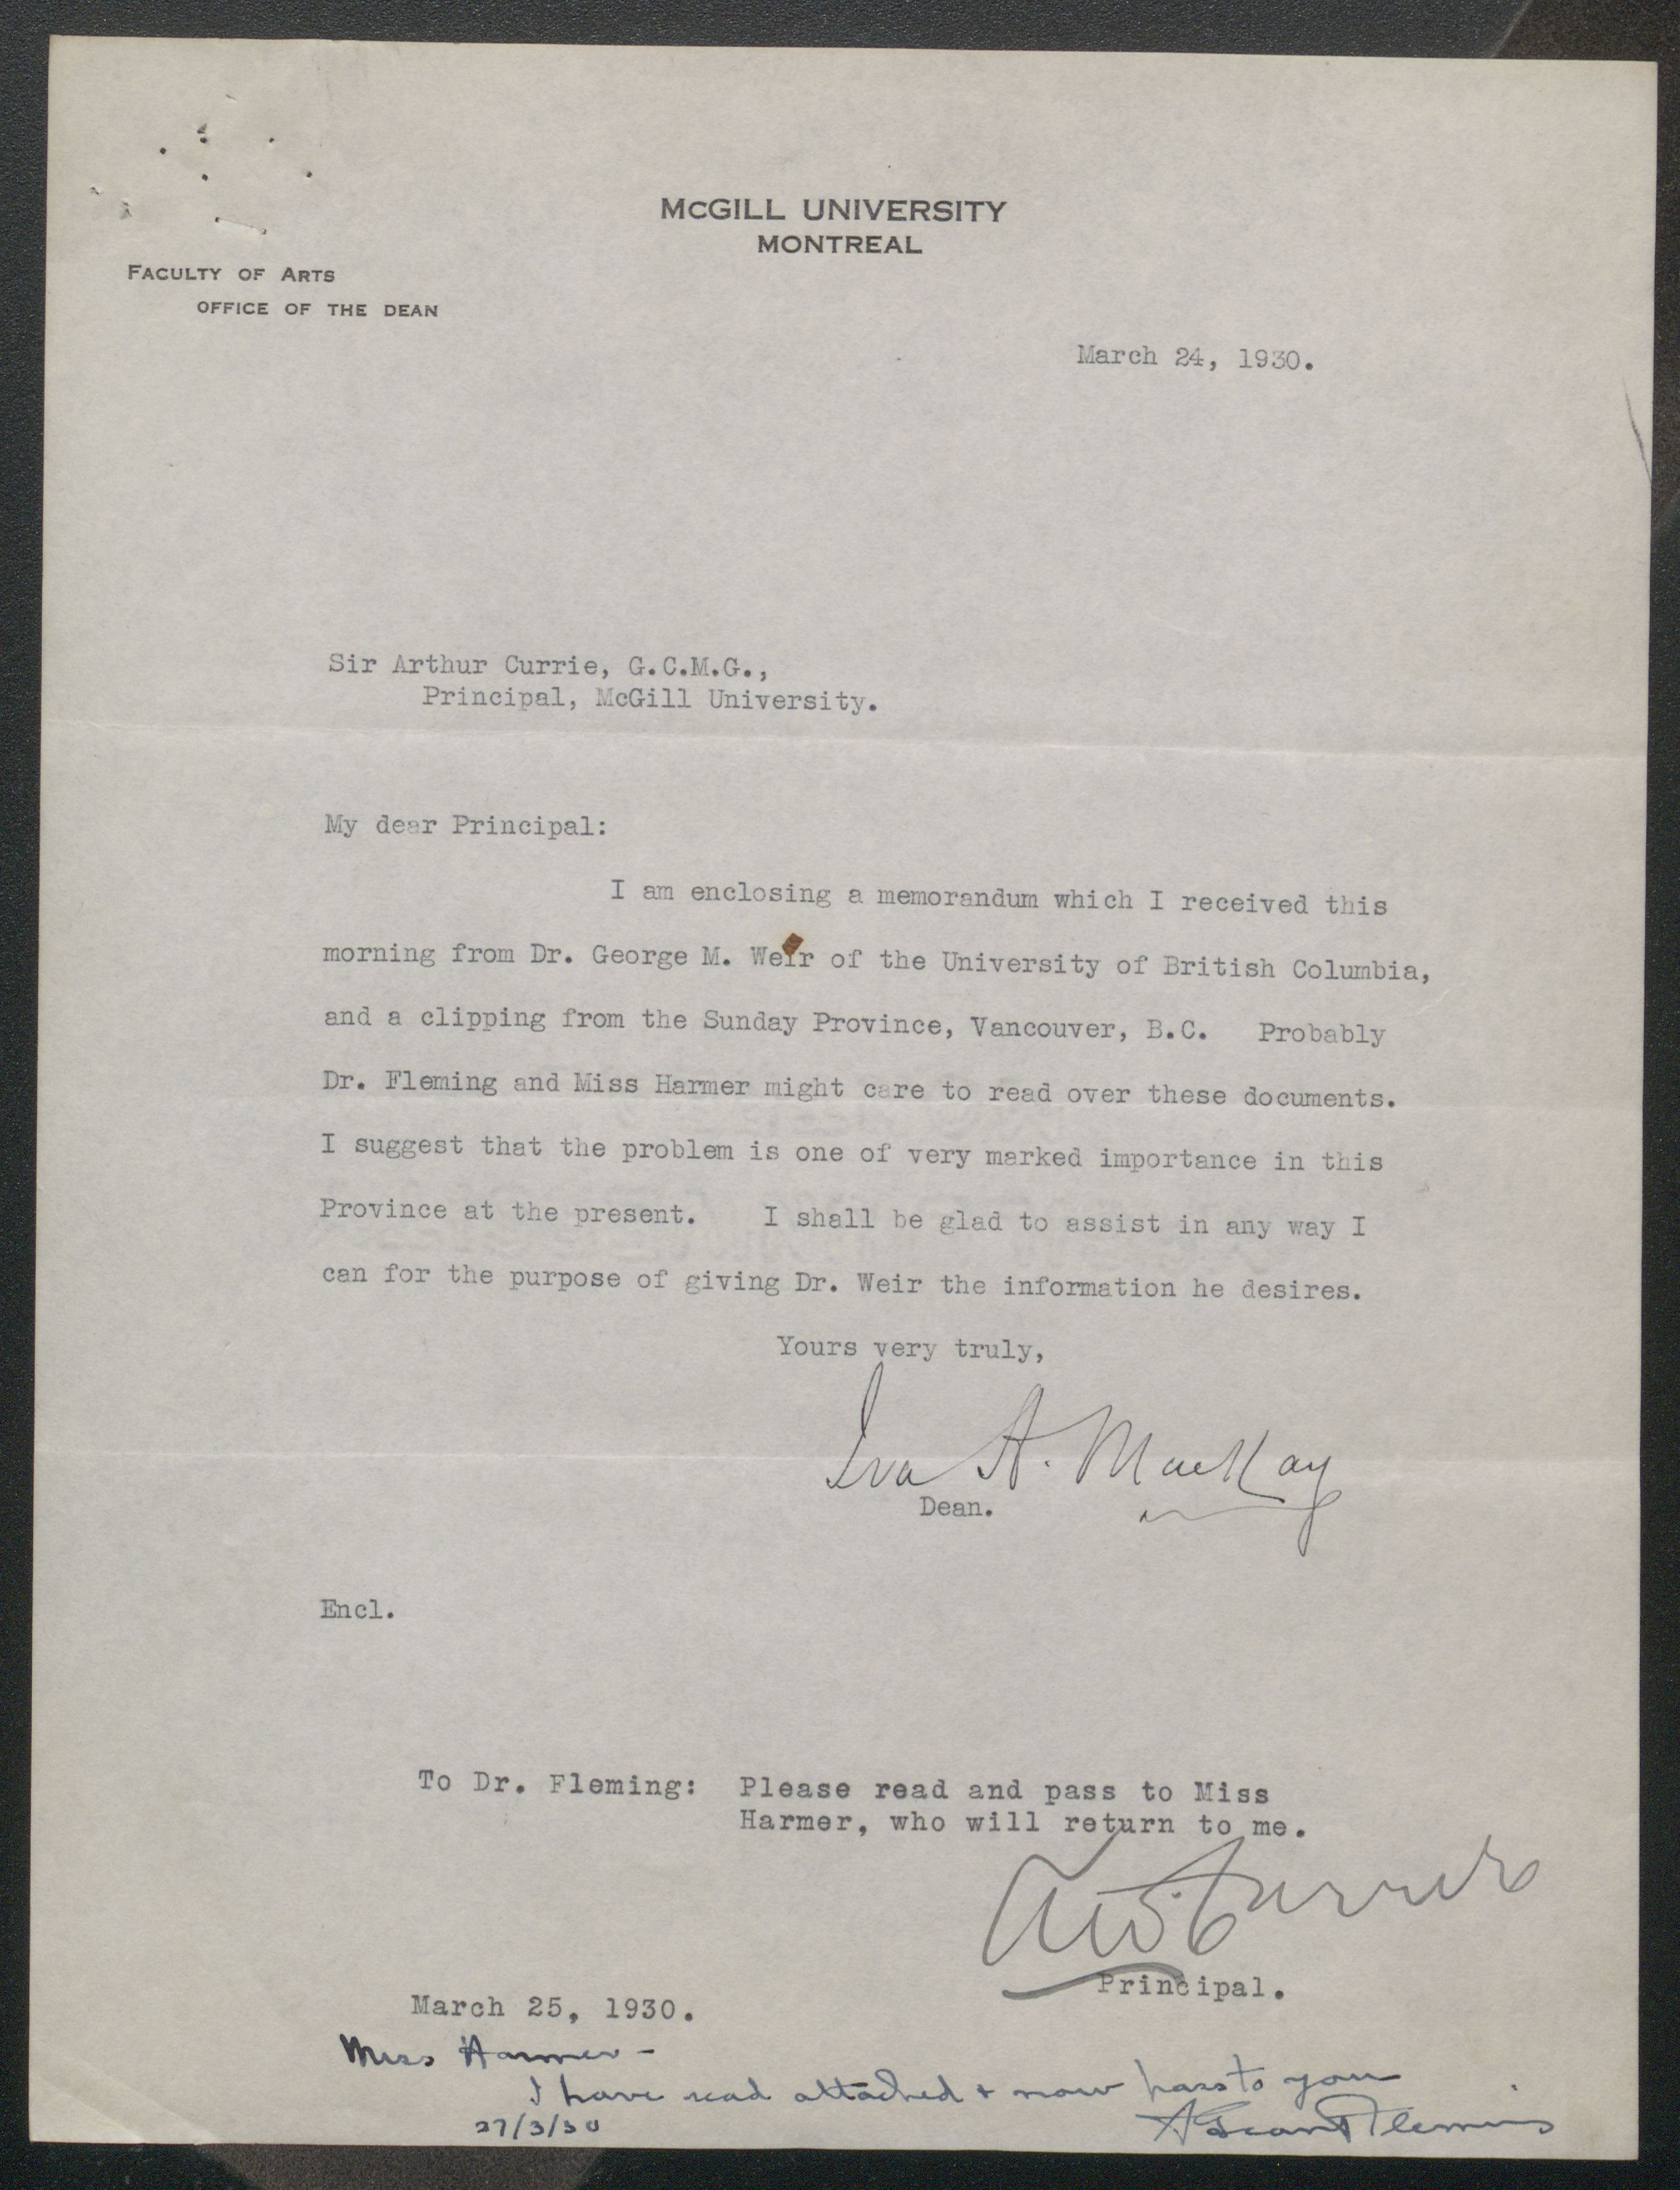 McGILL UNIVERSITY
MONTREAL
FACULTY OF ARTS
OFFICE OF THE DEAN
March 24, 1930.
Sir Arthur Currie, G.C.M.G.,
Principal, McGill University.
My dear Principal:
I am enclosing a memorandum which I received this
morning from Dr. George M. Weir of the University of British Columbia,
and a clipping from the Sunday Province, Vancouver, B.C. Probably
Dr. Fleming and Miss Harmer might care to read over these documents.
I suggest that the problem is one of very marked importance in this
Province at the present. I shall be glad to assist in any way I
can for the purpose of giving Dr. Weir the information he desires.
Yours very truly,
Ira A. MacKay
Dean.
Encl.
To Dr. Fleming: Please read and pass to Miss
Harmer, who will return to me.
A.W. Currie
Principal.
March 25, 1930.
Miss Harmer -
I have read attached & now pass to you
27/3/30 A Grant Fleming